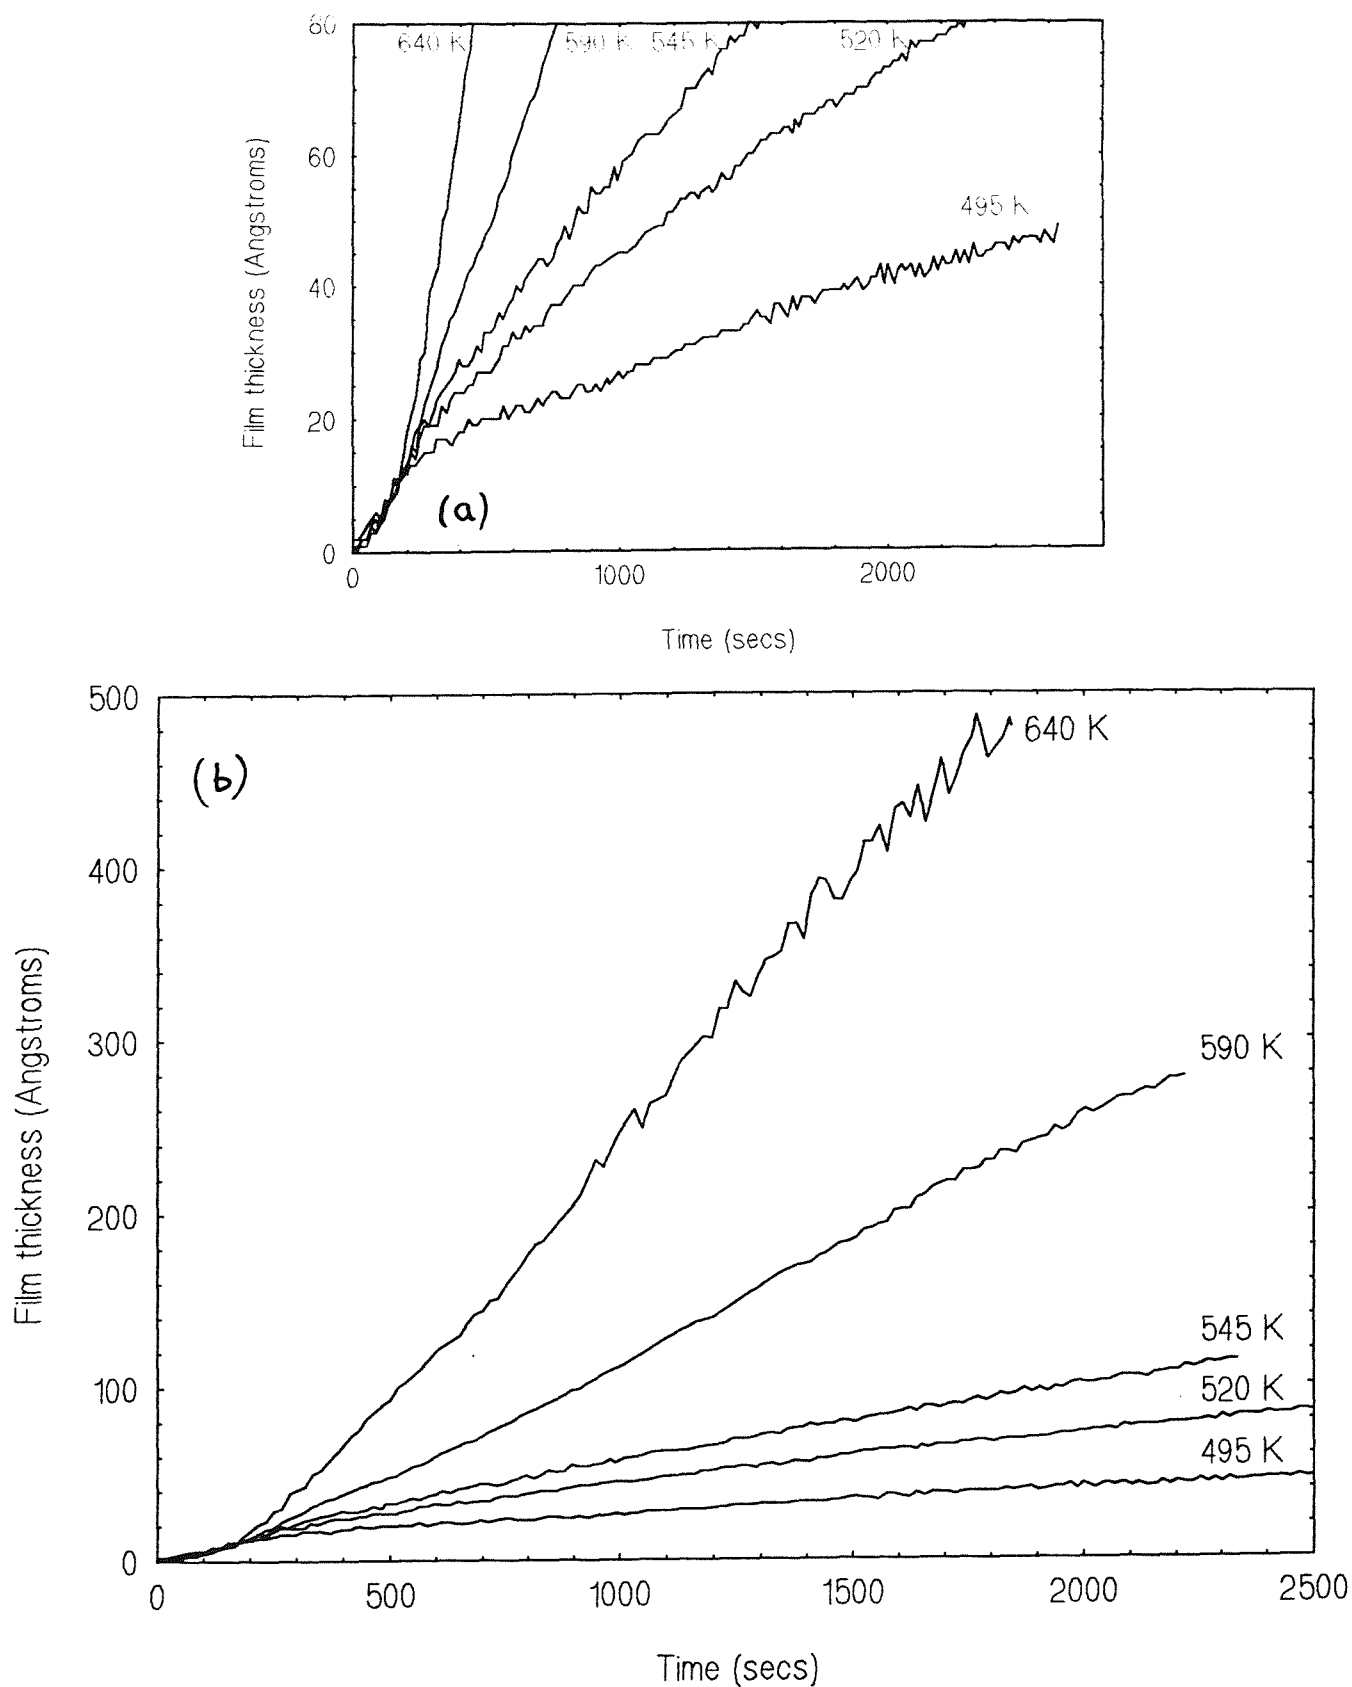 80
640 K 590 K 545 K 520 K
60
495 K
40
20
0
(a)
0 1000 2000
Time (secs)
Film thickness (Angstroms)
500
(b)
640 K
400
300
590 K
200
545 K
100
520 K
495 K
0
0 500 1000 1500 2000 2500
Time (secs)
Film thickness (Angstroms)